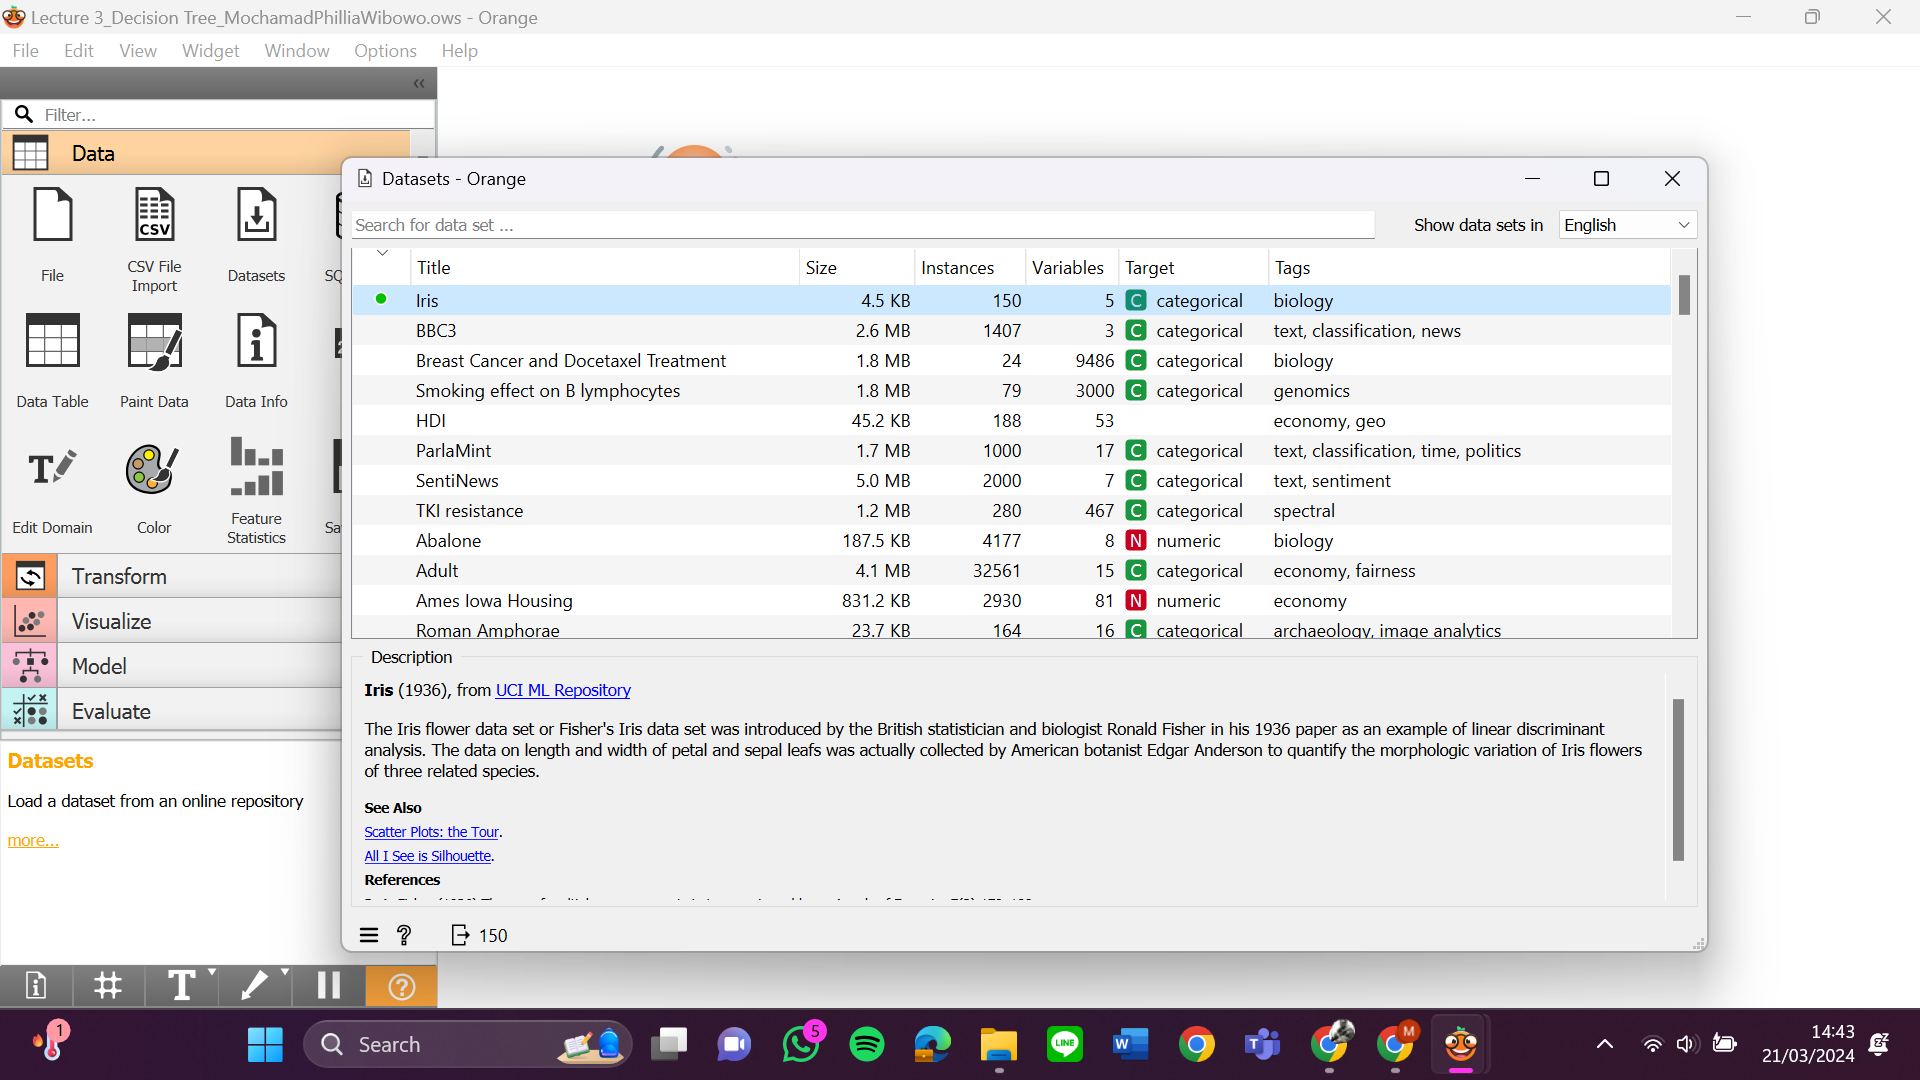 Lecture 3_Decision Tree_MochamadPhilliaWibowo.ows - Orange
File Edit View Widget Window Options Help
Filter...
Data
File
CSV File Import
Datasets
Data Table
Paint Data
Data Info
Edit Domain
Color
Feature Statistics
Transform
Visualize
Model
Evaluate
Datasets
Load a dataset from an online repository
more...
Datasets - Orange
Search for data set ...
Show data sets in English
Title Size Instances Variables Target Tags
Iris 4.5 KB 150 5 C categorical biology
BBC3 2.6 MB 1407 3 C categorical text, classification, news
Breast Cancer and Docetaxel Treatment 1.8 MB 24 9486 C categorical biology
Smoking effect on B lymphocytes 1.8 MB 79 3000 C categorical genomics
HDI 45.2 KB 188 53 economy, geo
ParlaMint 1.7 MB 1000 17 C categorical text, classification, time, politics
SentiNews 5.0 MB 2000 7 C categorical text, sentiment
TKI resistance 1.2 MB 280 467 C categorical spectral
Abalone 187.5 KB 4177 8 N numeric biology
Adult 4.1 MB 32561 15 C categorical economy, fairness
Ames Iowa Housing 831.2 KB 2930 81 N numeric economy
Roman Amphorae 23.7 KB 164 16 C categorical archaeology, image analytics
Description
Iris (1936), from UCI ML Repository
The Iris flower data set or Fisher's Iris data set was introduced by the British statistician and biologist Ronald Fisher in his 1936 paper as an example of linear discriminant
analysis. The data on length and width of petal and sepal leafs was actually collected by American botanist Edgar Anderson to quantify the morphologic variation of Iris flowers
of three related species.
See Also
Scatter Plots: the Tour.
All I See is Silhouette.
References
150
1
Search
5
M
14:43
21/03/2024